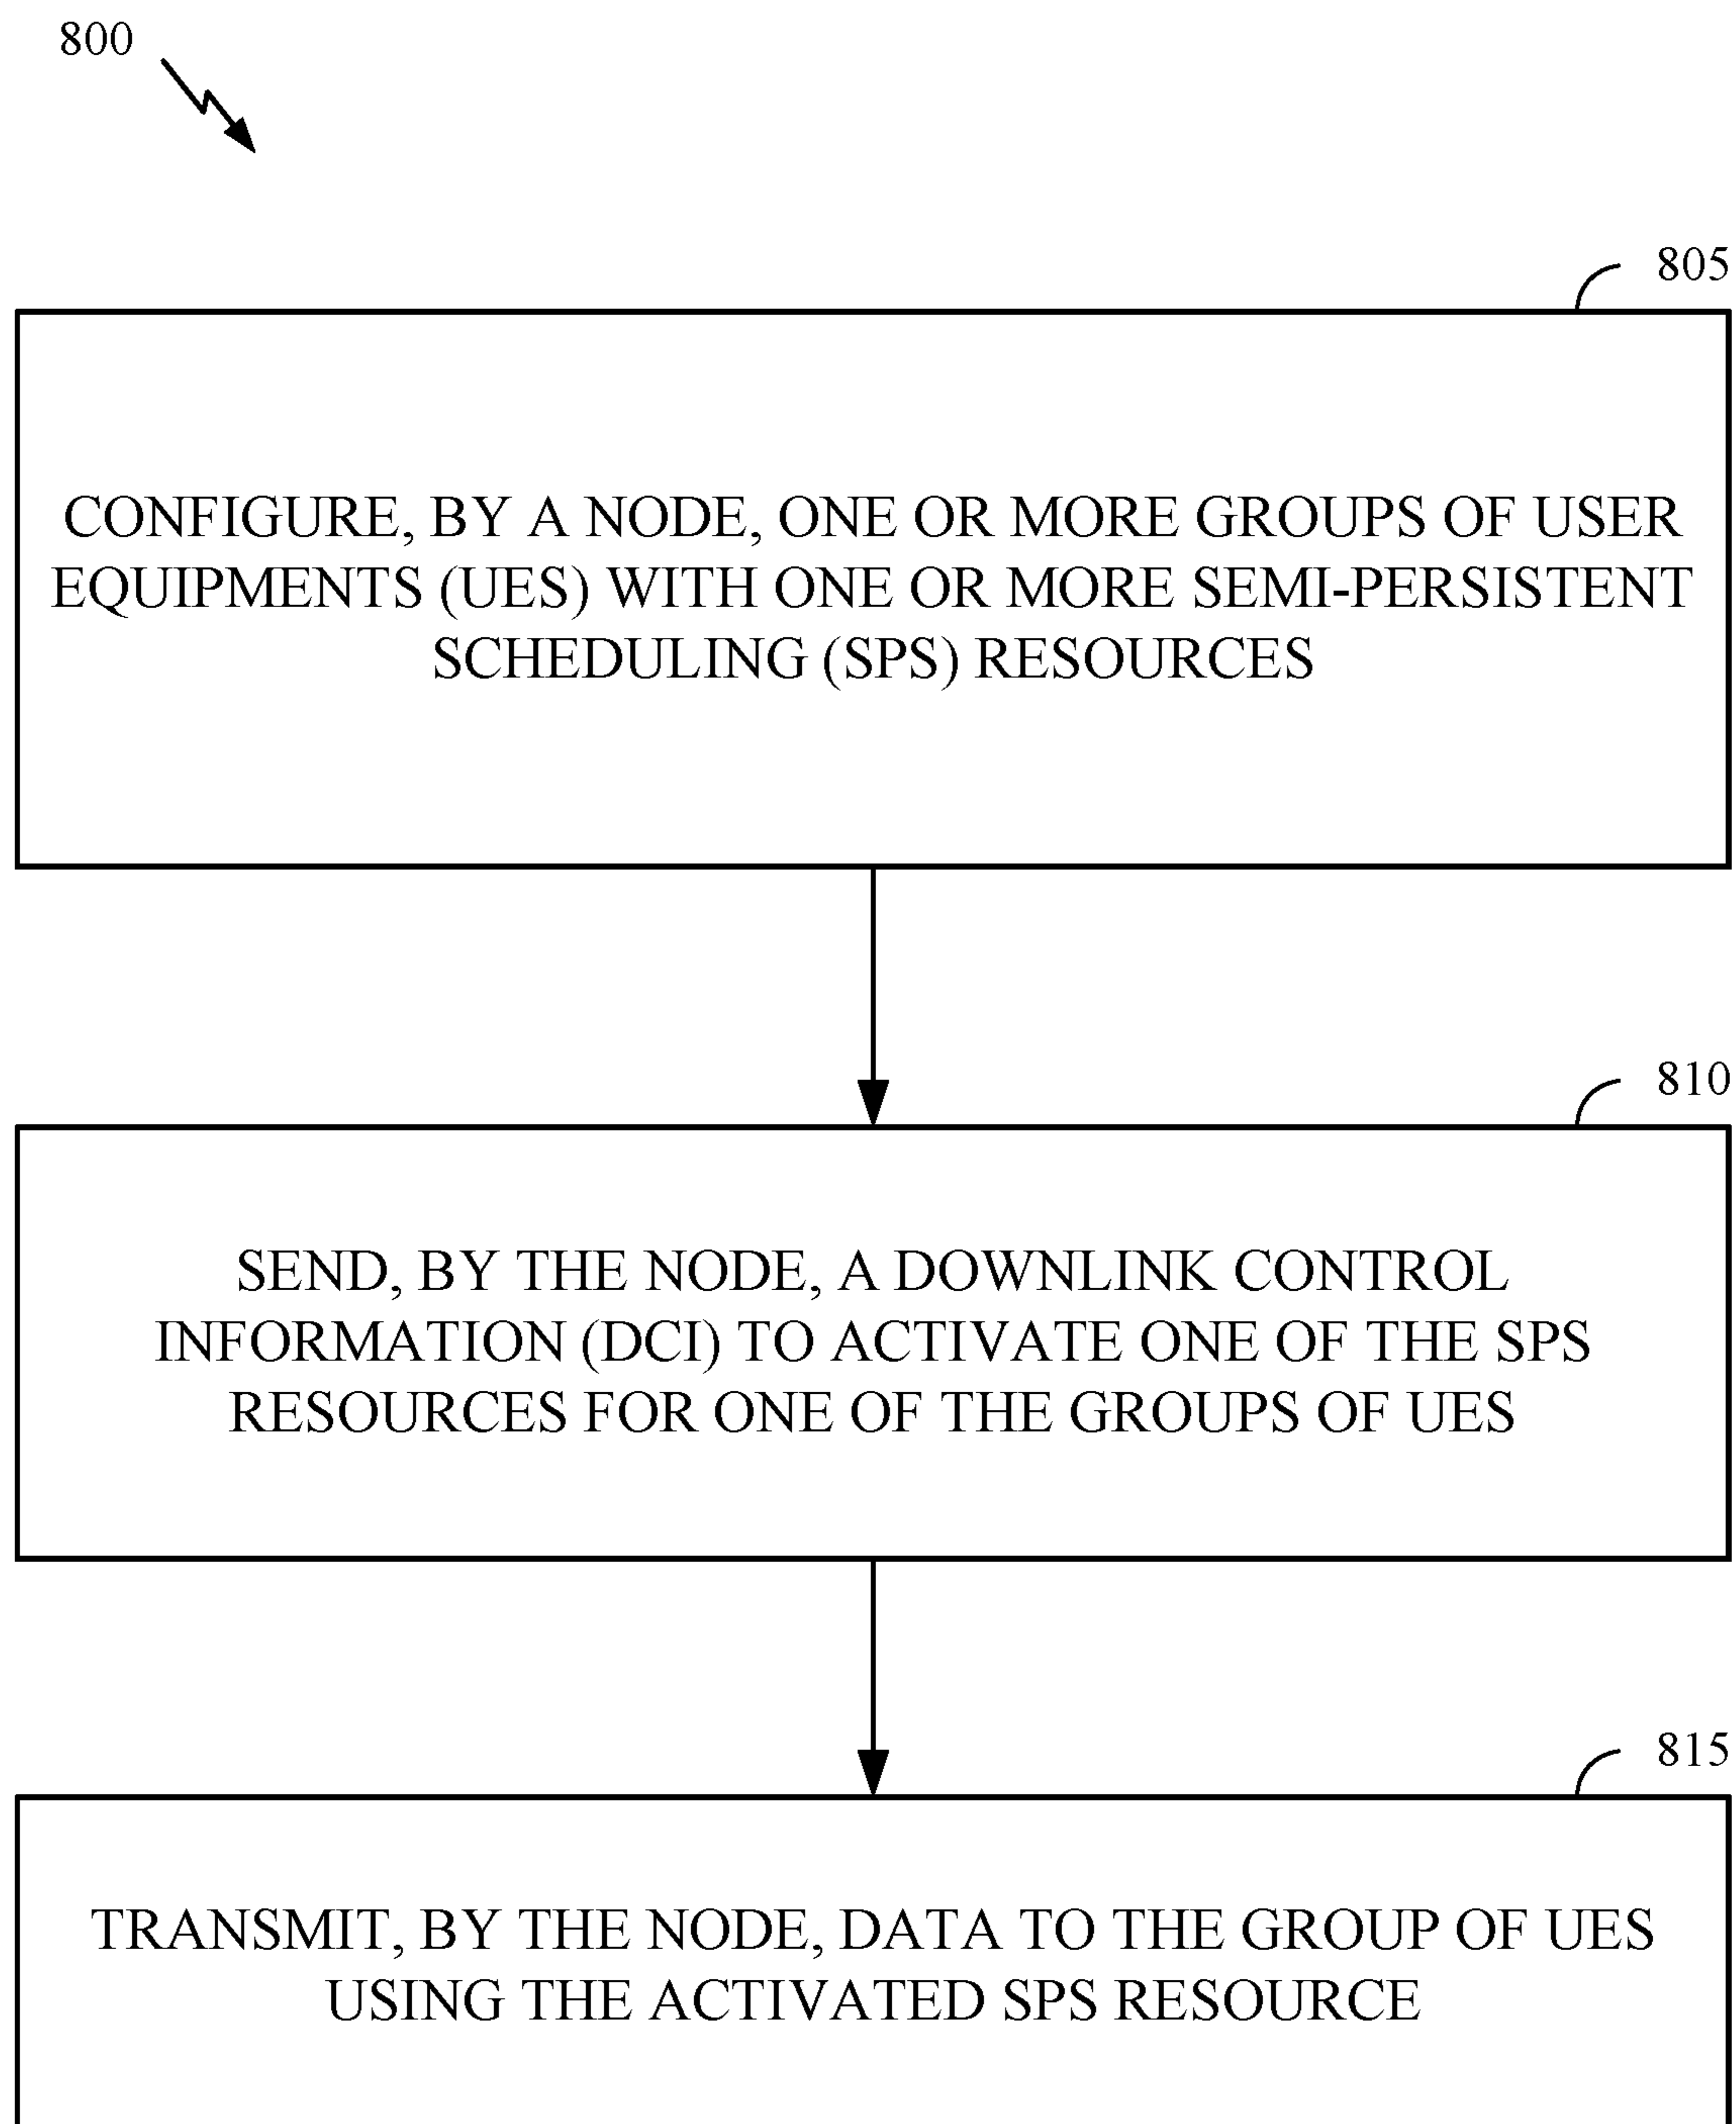 800
805
CONFIGURE, BY A NODE, ONE OR MORE GROUPS OF USER
EQUIPMENTS (UES) WITH ONE OR MORE SEMI-PERSISTENT
SCHEDULING (SPS) RESOURCES
810
SEND, BY THE NODE, A DOWNLINK CONTROL
INFORMATION (DCI) TO ACTIVATE ONE OF THE SPS
RESOURCES FOR ONE OF THE GROUPS OF UES
815
TRANSMIT, BY THE NODE, DATA TO THE GROUP OF UES
USING THE ACTIVATED SPS RESOURCE